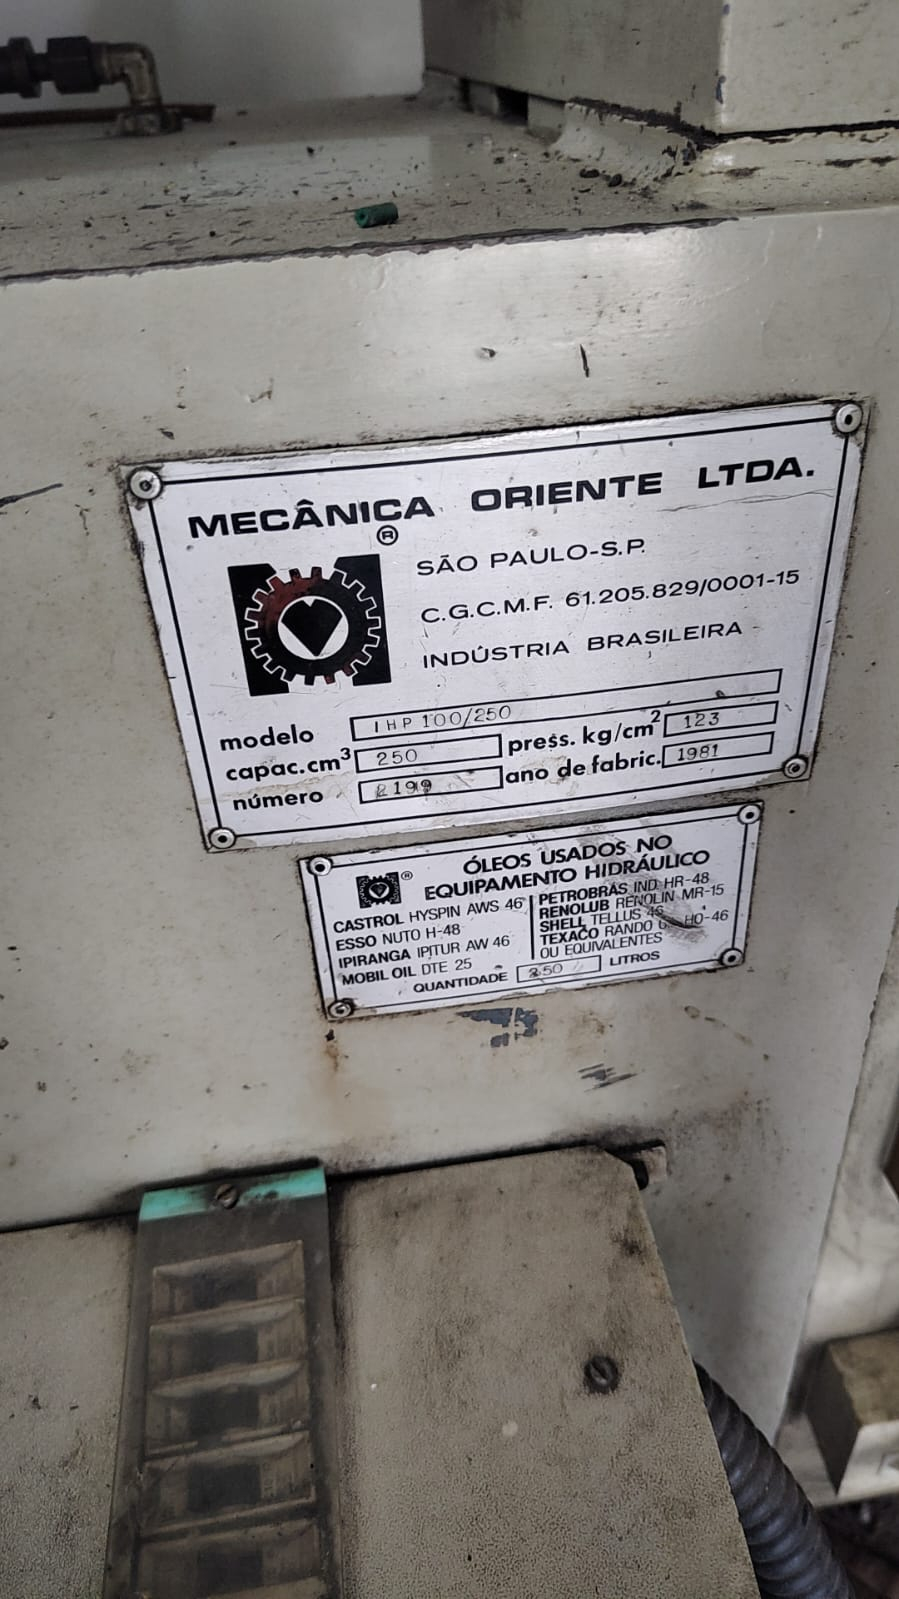 MECÂNICA ORIENTE LTDA.
®
SÃO PAULO-S.P.
C.G.C.M.F. 61.205.829/0001-15
INDÚSTRIA BRASILEIRA
modelo IHP 100/250
capac.cm³ 250 press. kg/cm² 123
número 2199 ano de fabric. 1981
® ÓLEOS USADOS NO
EQUIPAMENTO HIDRÁULICO
CASTROL HYSPIN AWS 46
ESSO NUTO H-48
IPIRANGA IPITUR AW 46
MOBIL OIL DTE 25
PETROBRÁS IND. HR-48
RENOLUB RENOLIN MR-15
SHELL TELLUS 46
TEXACO RANDO HO-46
OU EQUIVALENTES
QUANTIDADE 250 LITROS